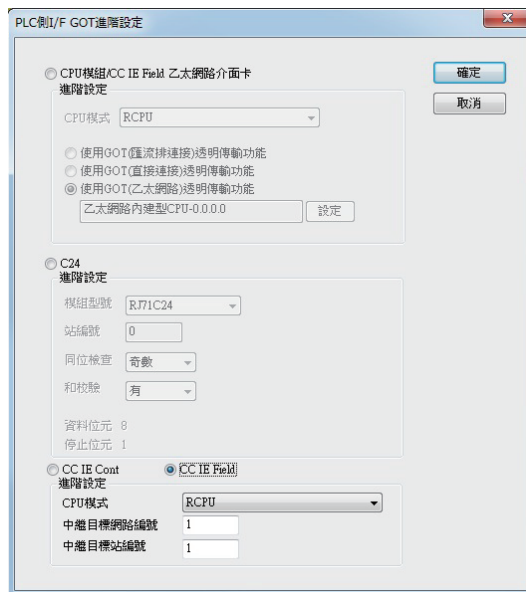 PLC側I/F GOT進階設定
CPU模組/CC IE Field 乙太網路介面卡
確定
進階設定
取消
CPU模式 RCPU
使用GOT(匯流排連接)透明傳輸功能
使用GOT(直接連接)透明傳輸功能
使用GOT(乙太網路)透明傳輸功能
乙太網路內建型CPU-0.0.0.0 設定
C24
進階設定
模組型號 RJ71C24
站編號 0
同位檢查 奇數
和校驗 有
資料位元 8
停止位元 1
CC IE Cont CC IE Field
進階設定
CPU模式 RCPU
中繼目標網路編號 1
中繼目標站編號 1